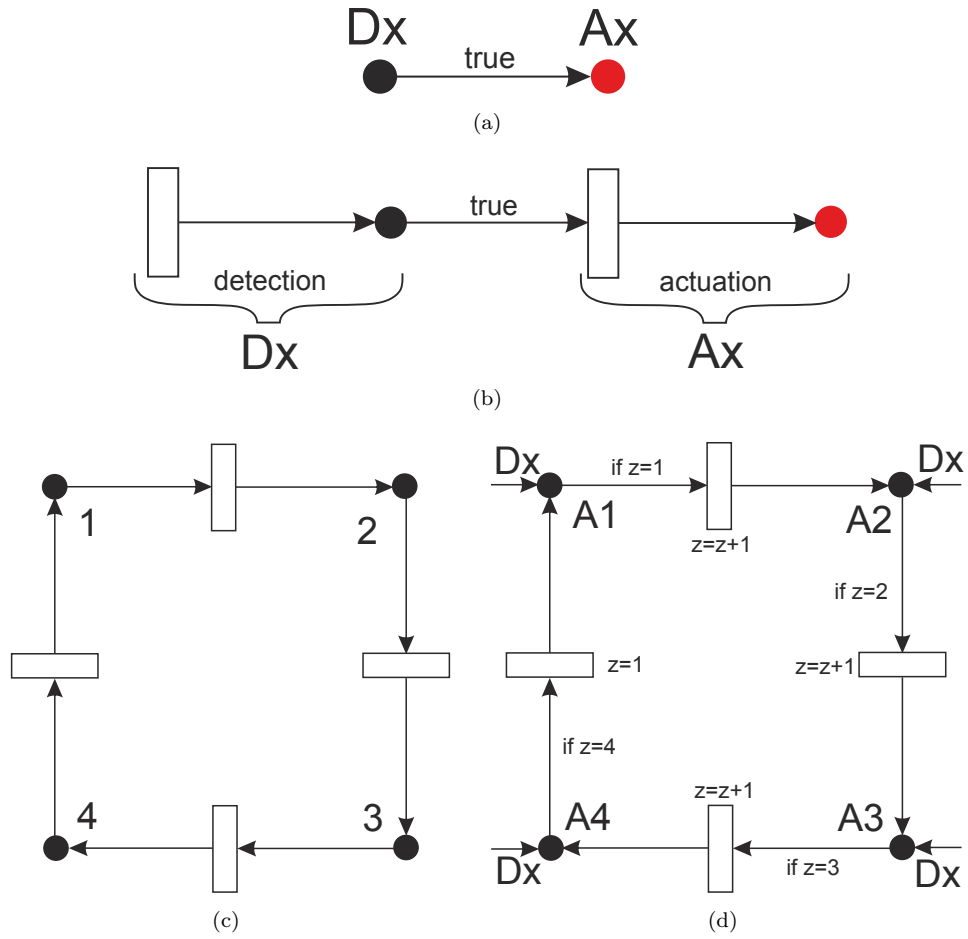 Dx
Ax
true
(a)
true
detection
actuation
Dx
Ax
(b)
1
2
4
3
(c)
Dx
if z=1
Dx
A1
A2
z=z+1
if z=2
z=1
z=z+1
if z=4
z=z+1
A4
A3
if z=3
Dx
Dx
(d)